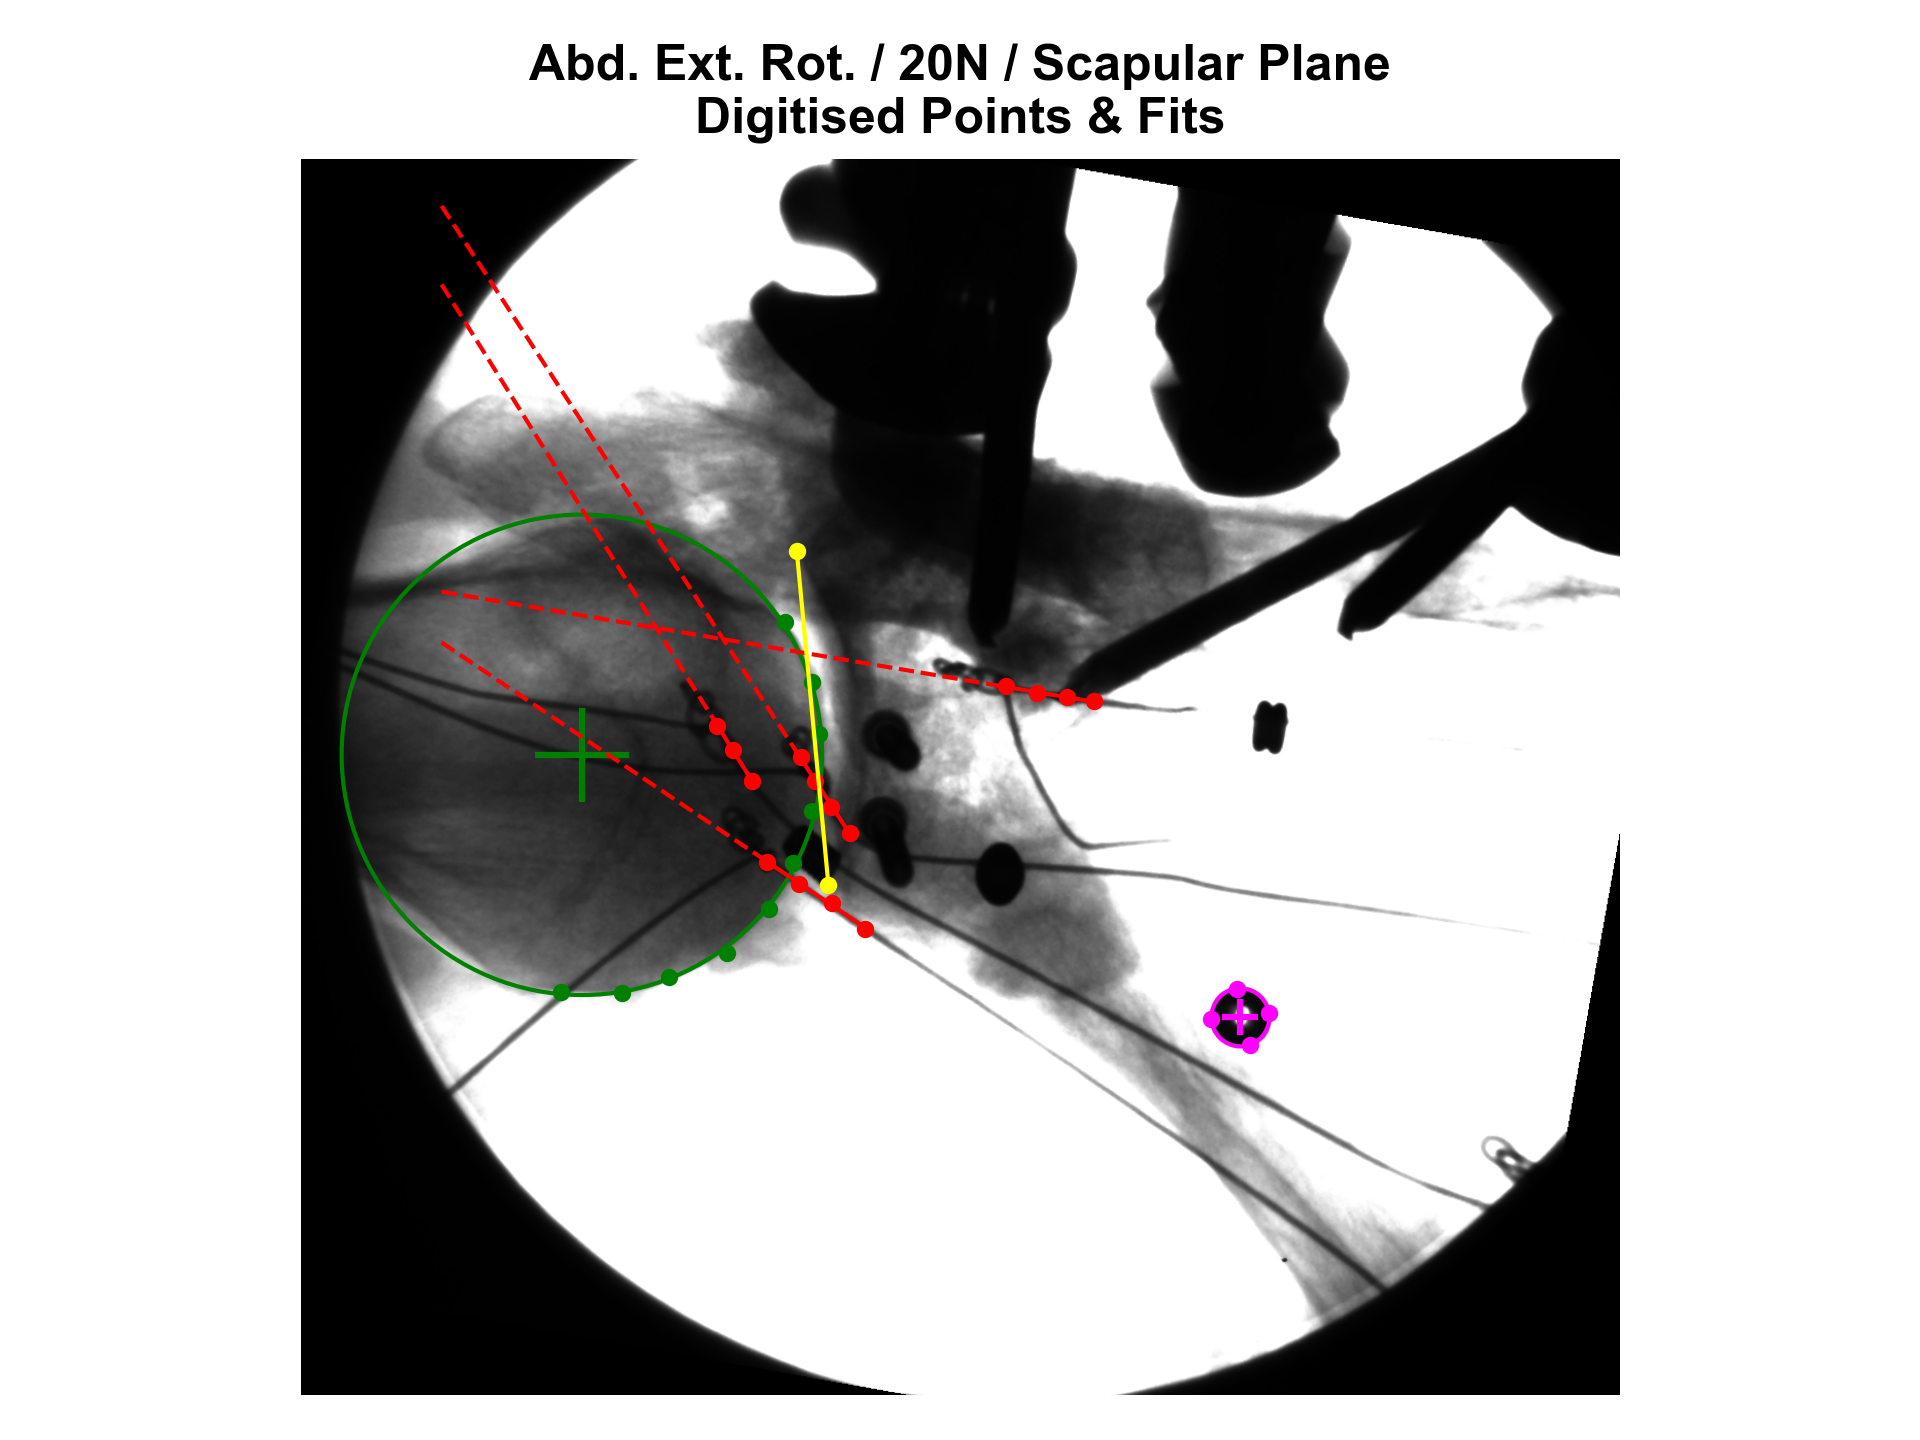 Abd. Ext. Rot. / 20N / Scapular Plane
Digitised Points & Fits